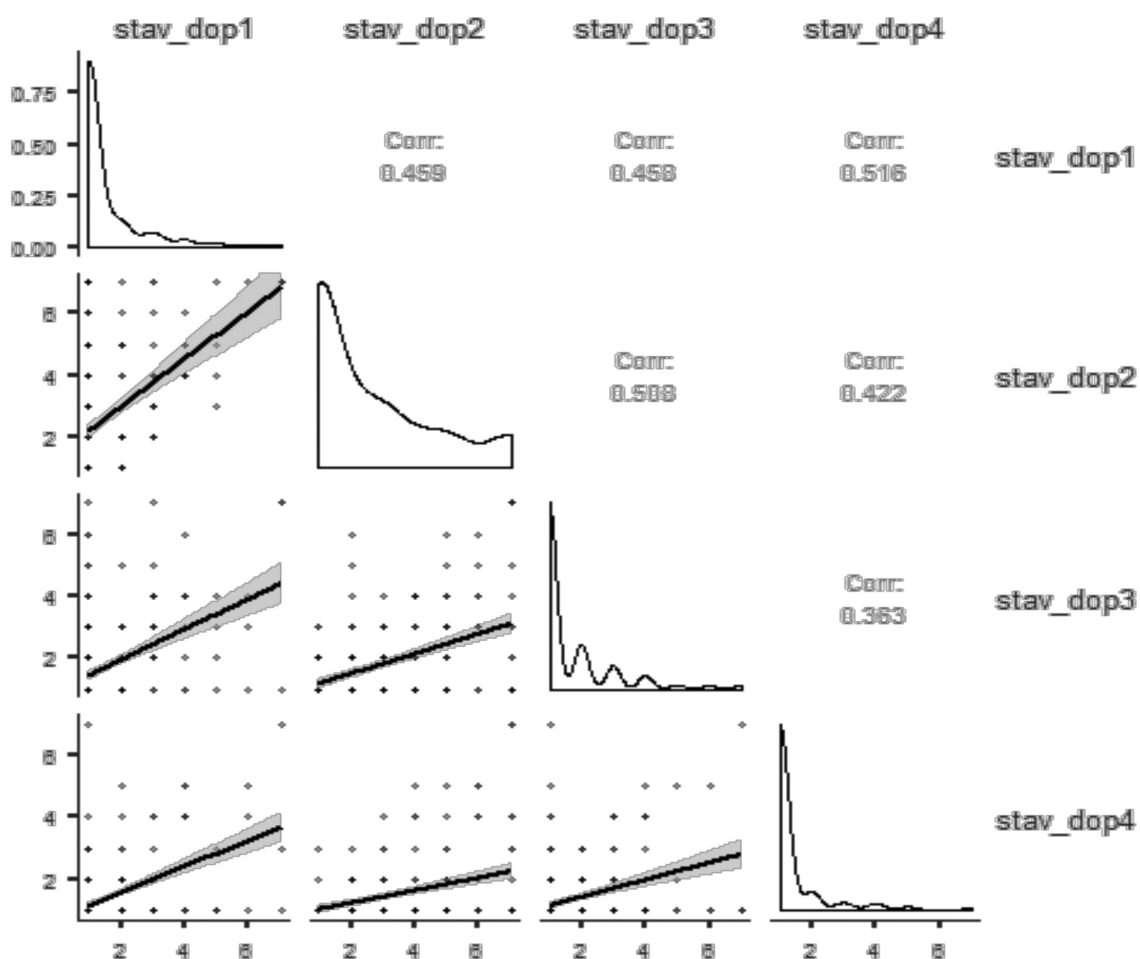 stav_dop1 stav_dop2 stav_dop3 stav_dop4
0.75
0.50
0.25
0.00
Corr:
0.459
Corr:
0.458
Corr:
0.516
stav_dop1
6
4
2
Corr:
0.508
Corr:
0.422
stav_dop2
6
4
2
Corr:
0.363
stav_dop3
6
4
2
stav_dop4
2 4 6 2 4 6 2 4 6 2 4 6